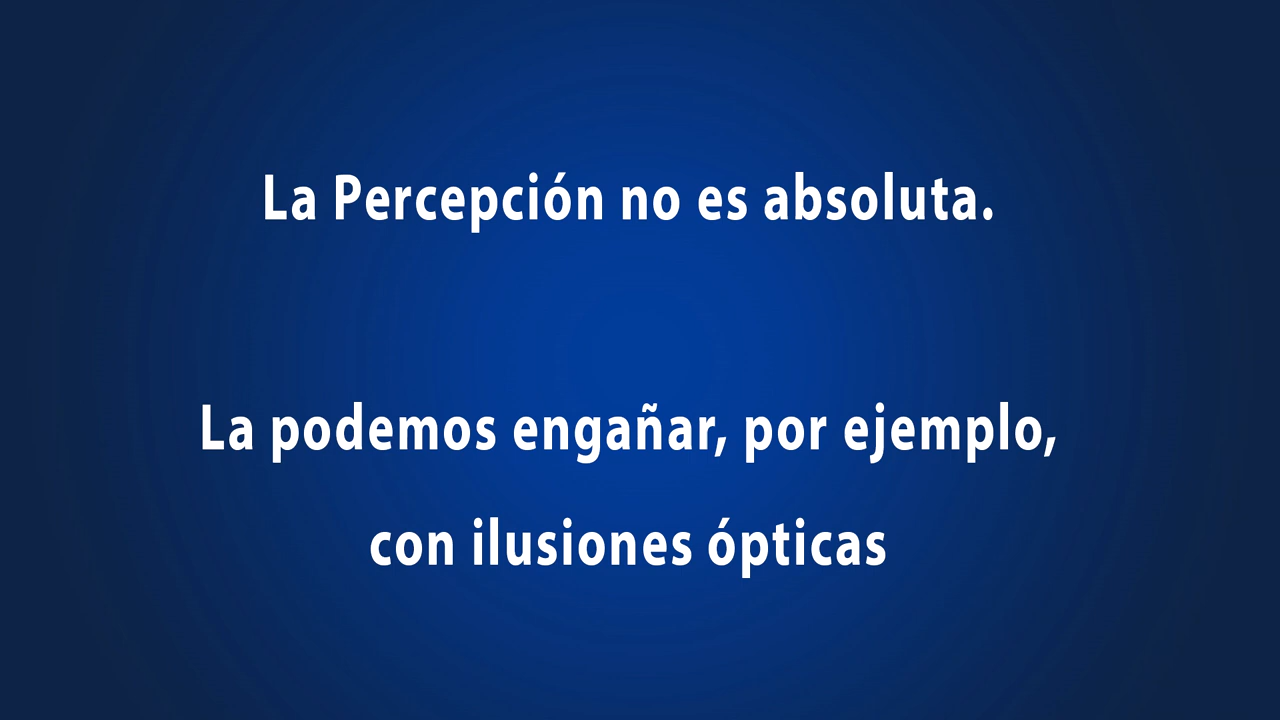 La Percepción no es absoluta.
La podemos engañar, por ejemplo,
con ilusiones ópticas